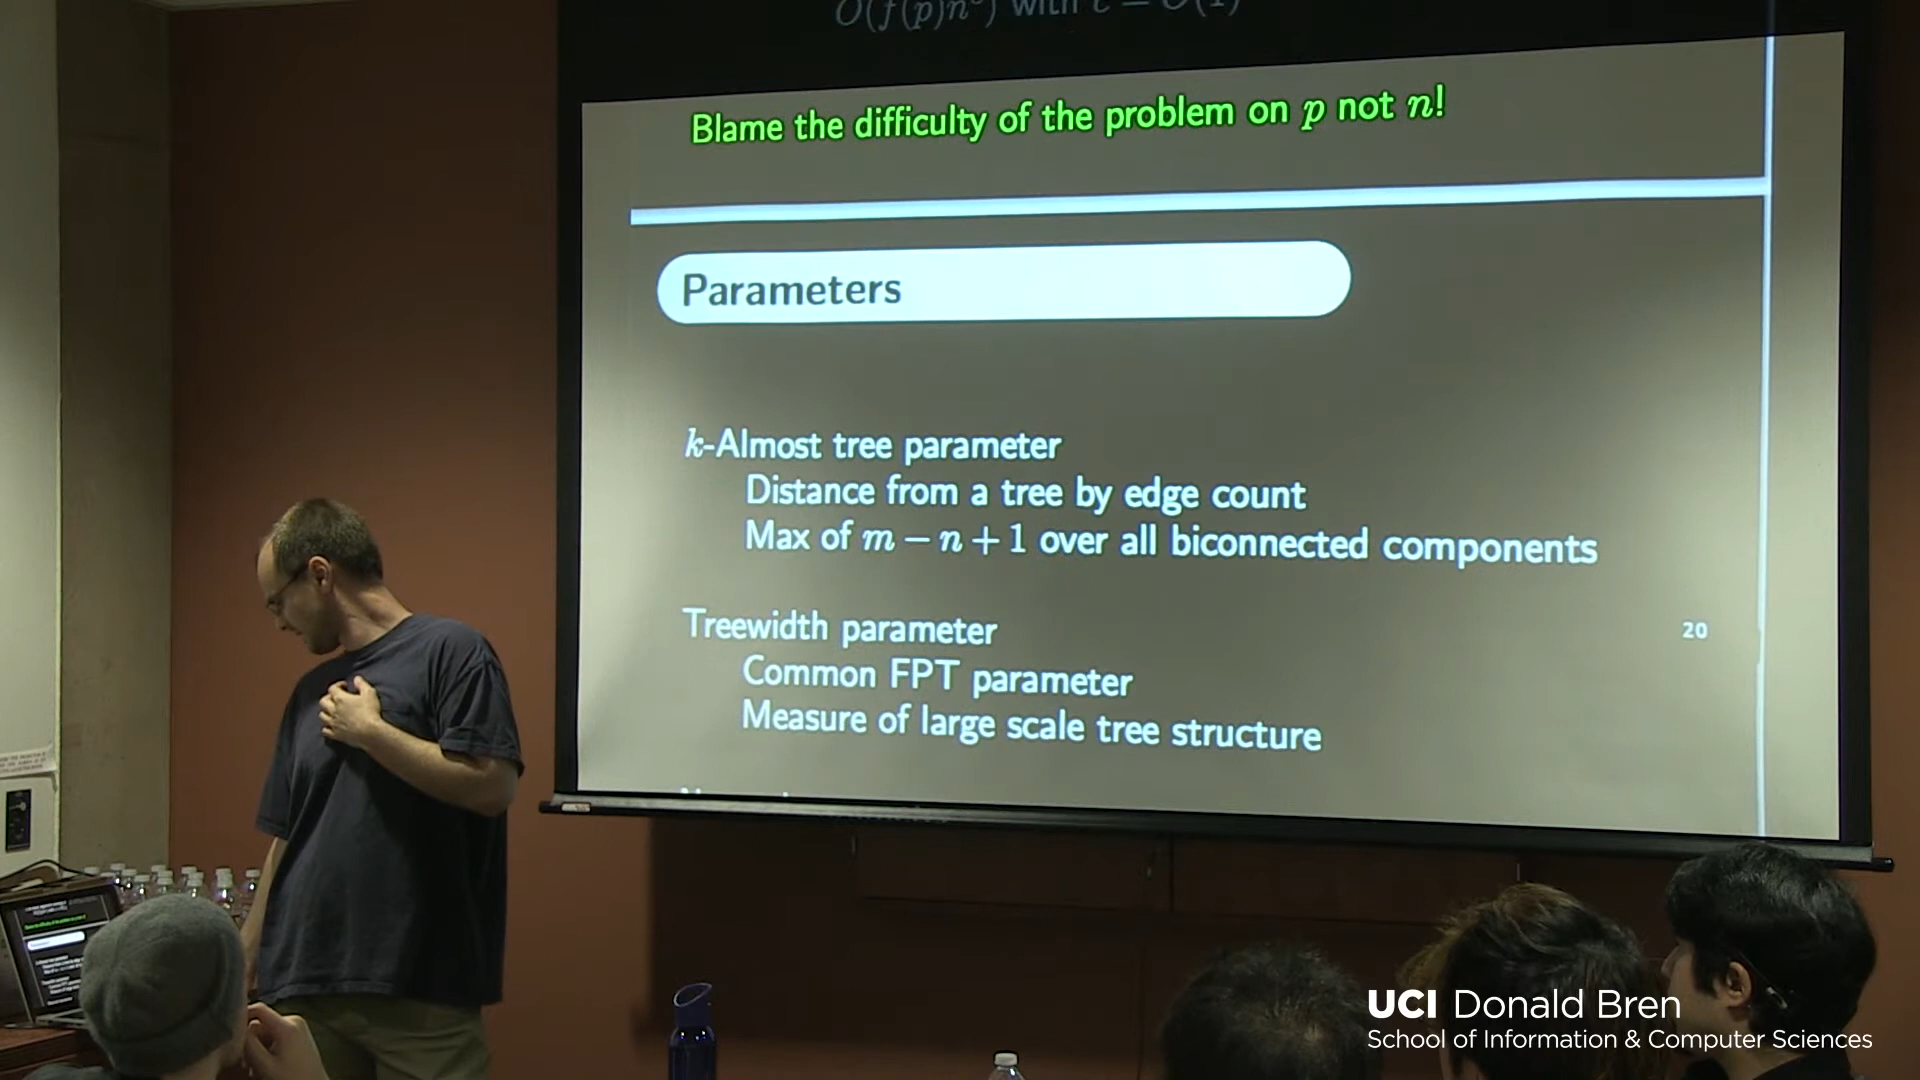 O(f(p)n^c) with c = O(1)
Blame the difficulty of the problem on p not n!
Parameters
k-Almost tree parameter
Distance from a tree by edge count
Max of m − n + 1 over all biconnected components
Treewidth parameter
Common FPT parameter
Measure of large scale tree structure
20
UCI Donald Bren
School of Information & Computer Sciences